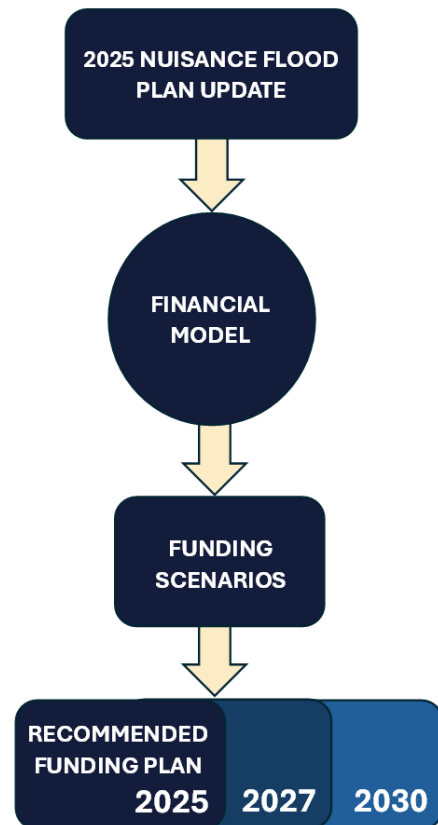 2025 NUISANCE FLOOD
PLAN UPDATE
FINANCIAL
MODEL
FUNDING
SCENARIOS
RECOMMENDED
FUNDING PLAN
2025 2027 2030